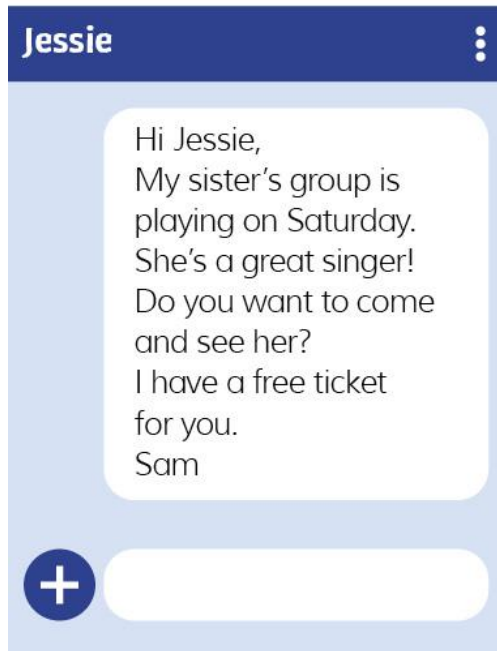 Jessie
Hi Jessie,
My sister’s group is
playing on Saturday.
She’s a great singer!
Do you want to come
and see her?
I have a free ticket
for you.
Sam